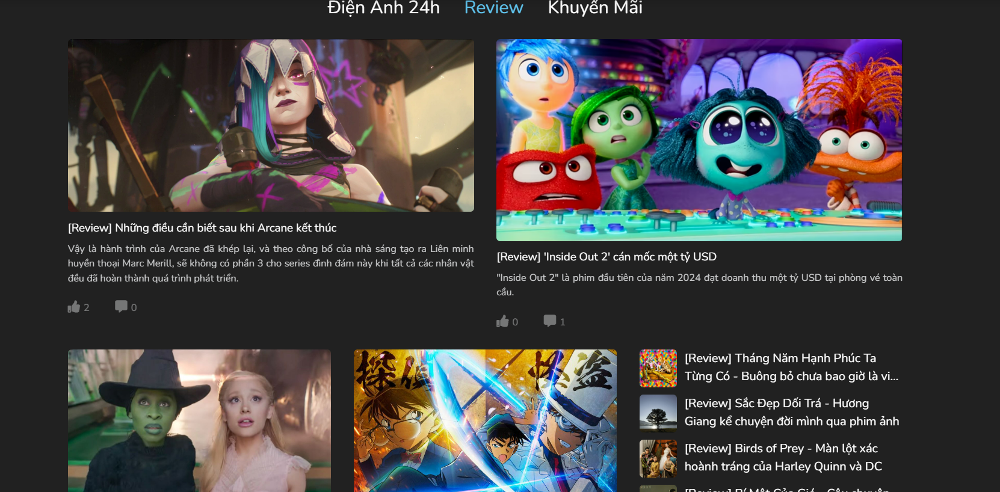 Điện Ảnh 24h Review Khuyến Mãi
[Review] Những điều cần biết sau khi Arcane kết thúc
Vậy là hành trình của Arcane đã khép lại, và theo công bố của nhà sáng tạo ra Liên minh
huyền thoại Marc Merill, sẽ không có phần 3 cho series đình đám này khi tất cả các nhân vật
đều đã hoàn thành quá trình phát triển.
2 0
[Review] 'Inside Out 2' cán mốc một tỷ USD
"Inside Out 2" là phim đầu tiên của năm 2024 đạt doanh thu một tỷ USD tại phòng vé toàn
cầu.
0 1
探偵 怪盗
[Review] Tháng Năm Hạnh Phúc Ta
Từng Có - Buông bỏ chưa bao giờ là vi...
[Review] Sắc Đẹp Dối Trá - Hương
Giang kể chuyện đời mình qua phim ảnh
[Review] Birds of Prey - Màn lột xác
hoành tráng của Harley Quinn và DC
[Review] Bí Mật Của Gió - Câu chuyện